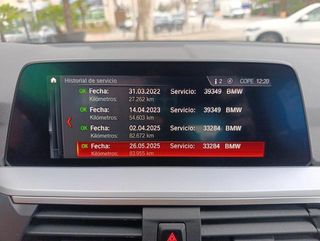 Historial de servicio 2 COPE 12:20
OK Fecha: 31.03.2022 Servicio: 39349 BMW
Kilómetros: 27.262 km
OK Fecha: 14.04.2023 Servicio: 39349 BMW
Kilómetros: 54.603 km
OK Fecha: 02.04.2025 Servicio: 33284 BMW
Kilómetros: 82.672 km
OK Fecha: 26.05.2025 Servicio: 33284 BMW
Kilómetros: 83.955 km